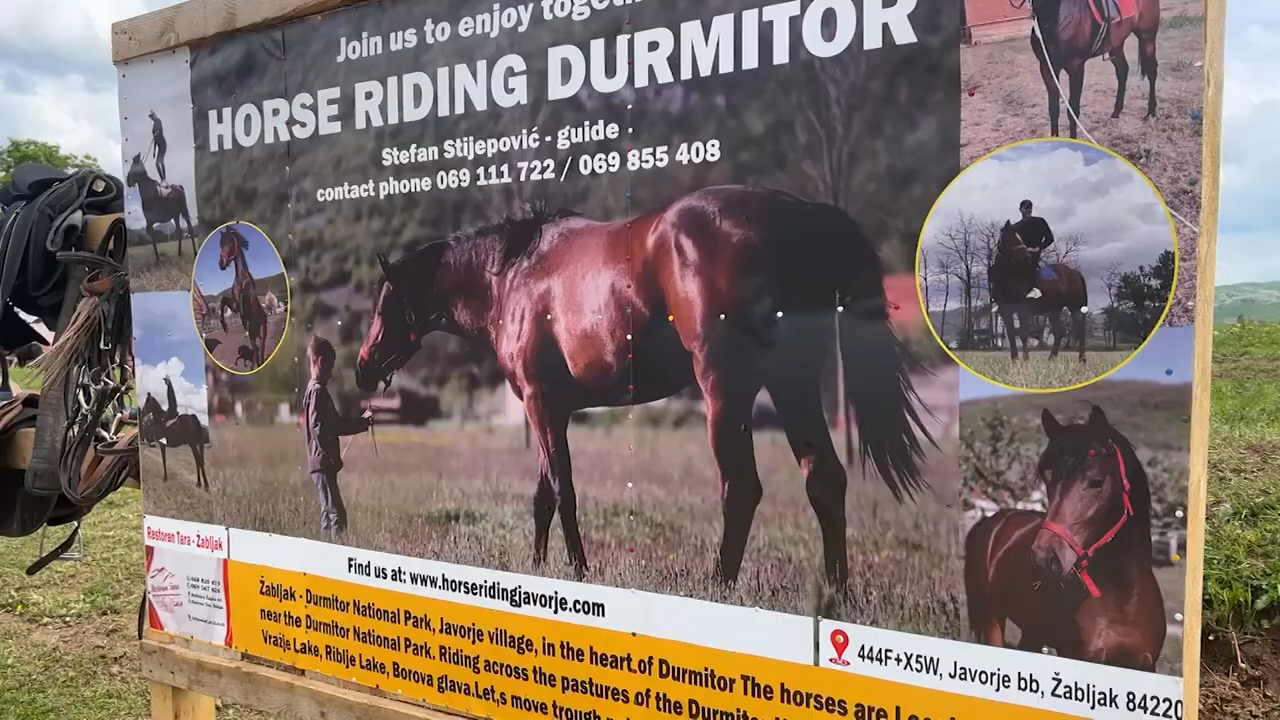 Join us to enjoy
HORSE RIDING DURMITOR
Stefan Stijepović - guide
contact phone 069 111 722 / 069 855 408
Restoran Tara - Žabljak
Find us at: www.horseridingjavorje.com
444F+X5W, Javorje bb, Žabljak 84220
Žabljak - Durmitor National Park, Javorje village, in the heart of Durmitor The horses are
near the Durmitor National Park. Riding across the pastures of the
Vražje Lake, Riblje Lake, Borova glava.Let,s move trough